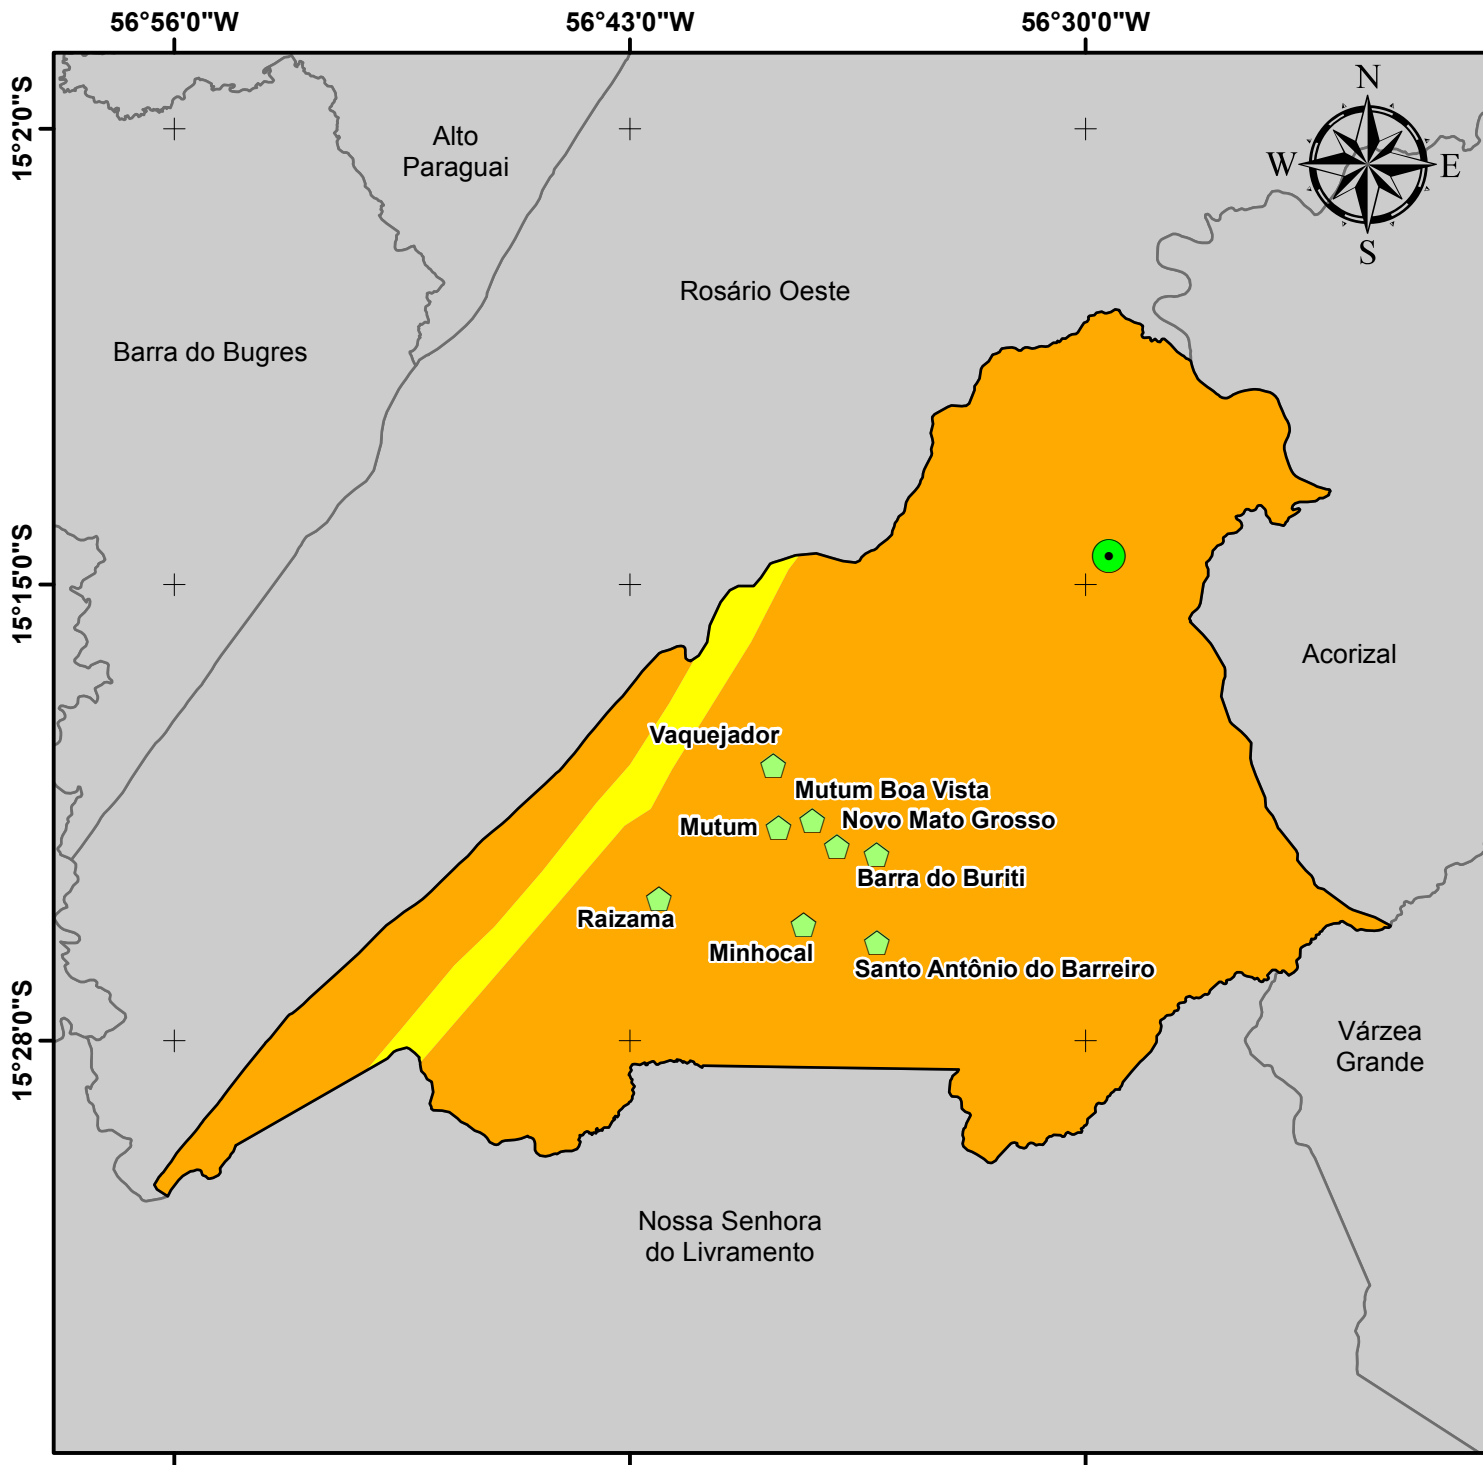 56°56'0"W
56°43'0"W
56°30'0"W
15°2'0"S
15°15'0"S
15°28'0"S
N
W
E
S
Alto
Paraguai
Rosário Oeste
Barra do Bugres
Acorizal
Vaquejador
Mutum Boa Vista
Novo Mato Grosso
Mutum
Barra do Buriti
Raizama
Minhocal
Santo Antônio do Barreiro
Várzea
Grande
Nossa Senhora
do Livramento